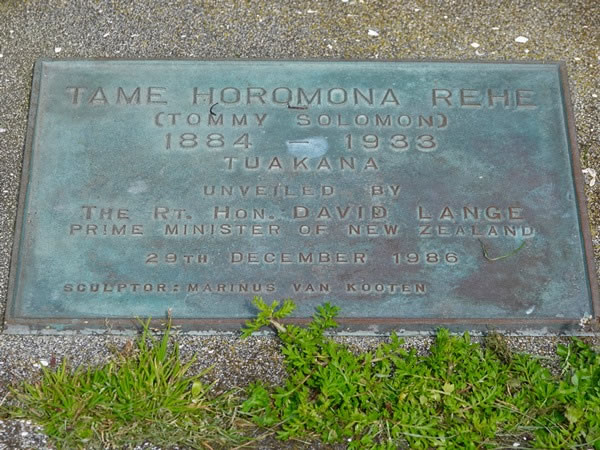 TAME HOROMONA REHE
(TOMMY SOLOMON)
1884 – 1933
TUAKANA
UNVEILED BY
THE RT. HON. DAVID LANGE
PRIME MINISTER OF NEW ZEALAND
29TH DECEMBER 1986
SCULPTOR: MARINUS VAN KOOTEN